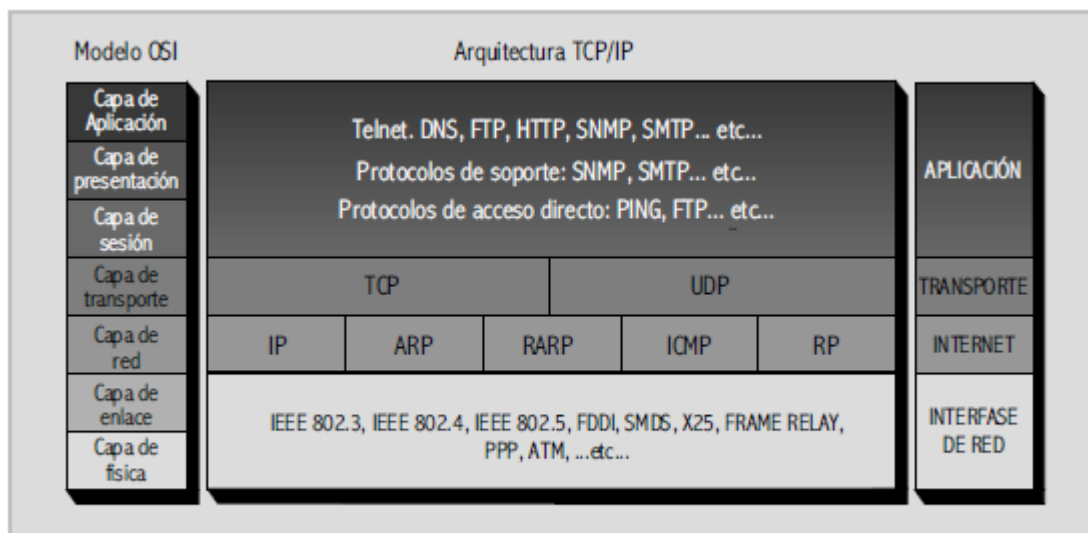 Modelo OSI
Arquitectura TCP/IP
Capa de
Aplicación
Capa de
presentación
Capa de
sesión
Capa de
transporte
Capa de
red
Capa de
enlace
Capa de
física
Telnet. DNS, FTP, HTTP, SNMP, SMTP... etc...
Protocolos de soporte: SNMP, SMTP... etc...
Protocolos de acceso directo: PING, FTP... etc...
TCP
UDP
IP
ARP
RARP
ICMP
RP
IEEE 802.3, IEEE 802.4, IEEE 802.5, FDDI, SMDS, X25, FRAME RELAY,
PPP, ATM, ...etc...
APLICACIÓN
TRANSPORTE
INTERNET
INTERFASE
DE RED